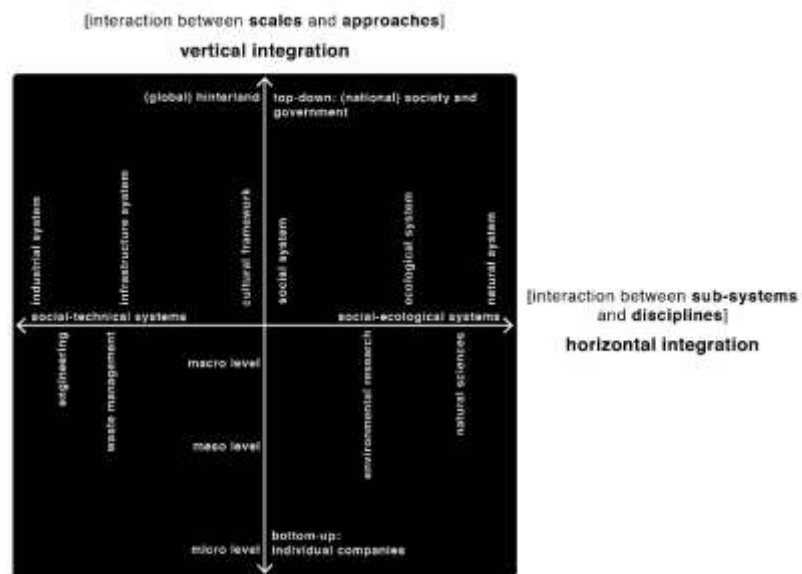 [interaction between scales and approaches]
vertical integration
(global) hinterland
top-down: (national) society and
government
industrial system
infrastructure system
cultural framework
social system
ecological system
natural system
[interaction between sub-systems
and disciplines]
horizontal integration
social-technical systems
social-ecological systems
engineering
waste management
macro level
meso level
micro level
environmental research
natural sciences
bottom-up:
individual companies